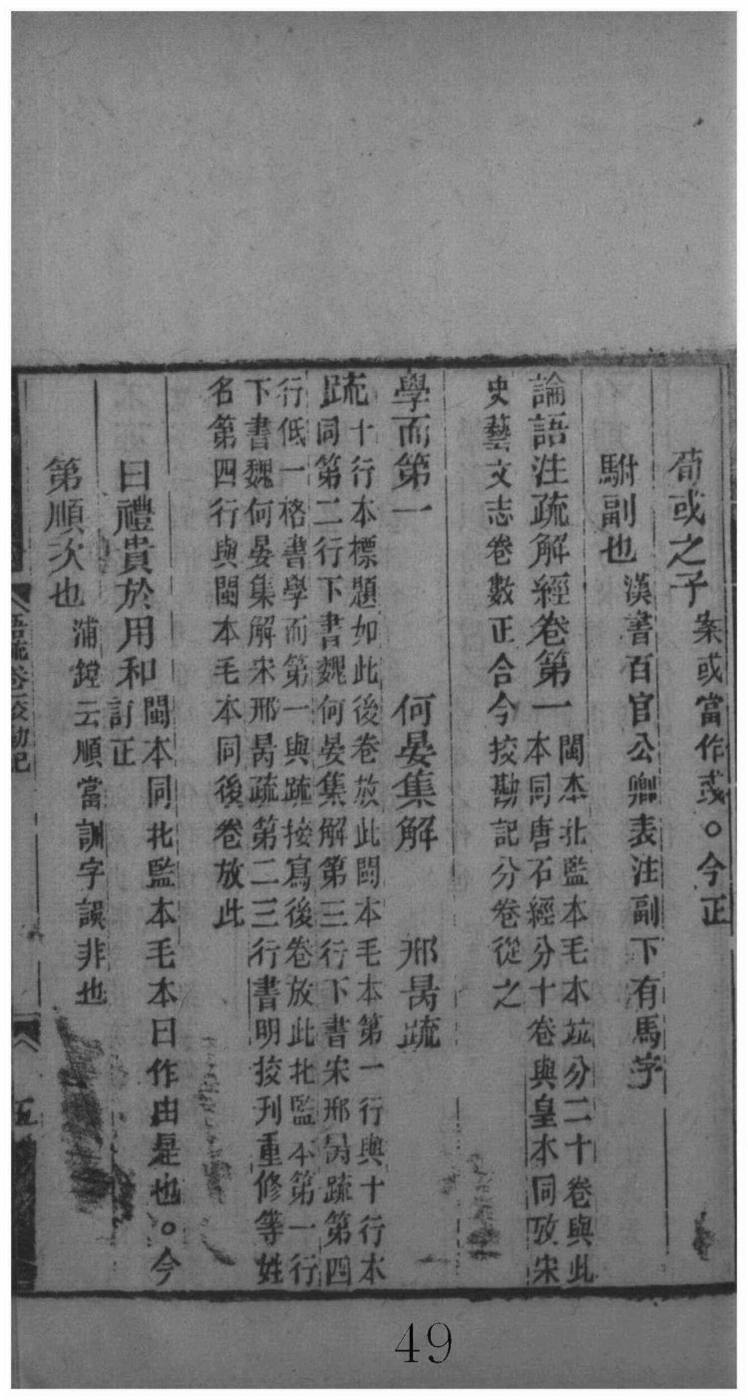 荀或之子案或當作彧○今正
駙副也漢書百官公卿表注副下有馬字
論語注疏解經卷第一
閩本北監本毛本竝分二十卷與此
本同唐石經分十卷與皇本同攷宋
史藝文志卷數正合今挍勘記分卷從之
學而第一 何晏集解 邢昺疏
疏十行本標題如此後卷放此閩本毛本第一行與十行本
同第二行下書魏何晏集解第三行下書宋邢昺疏第四
行低一格書學而第一與疏接寫後卷放此北監本第一行
下書魏何晏集解宋邢昺疏第二三行書明挍刊重修等姓
名第四行與閩本毛本同後卷放此
曰禮貴於用和
閩本同北監本毛本曰作由是也○今
訂正
第順次也浦鏜云順當訓字誤非也
語疏卷一挍勘記
五
49